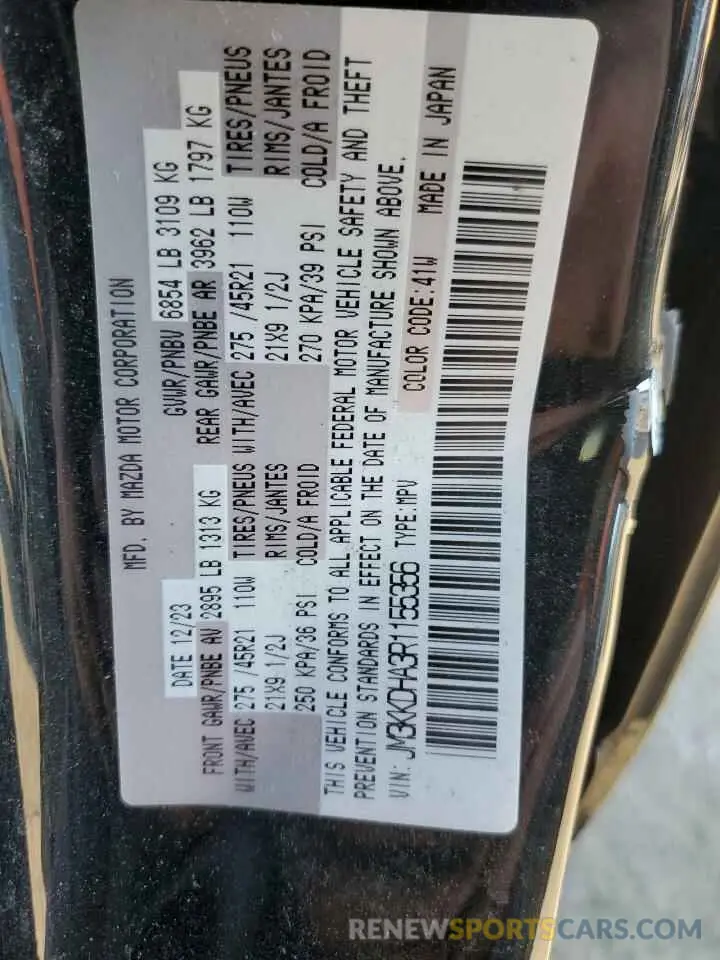 MFD. BY MAZDA MOTOR CORPORATION
DATE 12/23 GVWR/PNBV 6854 LB 3109 KG
FRONT GAWR/PNBE AV 2895 LB 1313 KG REAR GAWR/PNBE AR 3962 LB 1797 KG
WITH/AVEC 275 /45R21 110W TIRES/PNEUS WITH/AVEC 275 /45R21 110W TIRES/PNEUS
21X9 1/2J RIMS/JANTES 21X9 1/2J RIMS/JANTES
250 KPA/36 PSI COLD/A FROID 270 KPA/39 PSI COLD/A FROID
THIS VEHICLE CONFORMS TO ALL APPLICABLE FEDERAL MOTOR VEHICLE SAFETY AND THEFT
PREVENTION STANDARDS IN EFFECT ON THE DATE OF MANUFACTURE SHOWN ABOVE.
VIN: JM3KKDHA3R1155356 TYPE:MPV COLOR CODE:41W MADE IN JAPAN
RENEWSPORTSCARS.COM